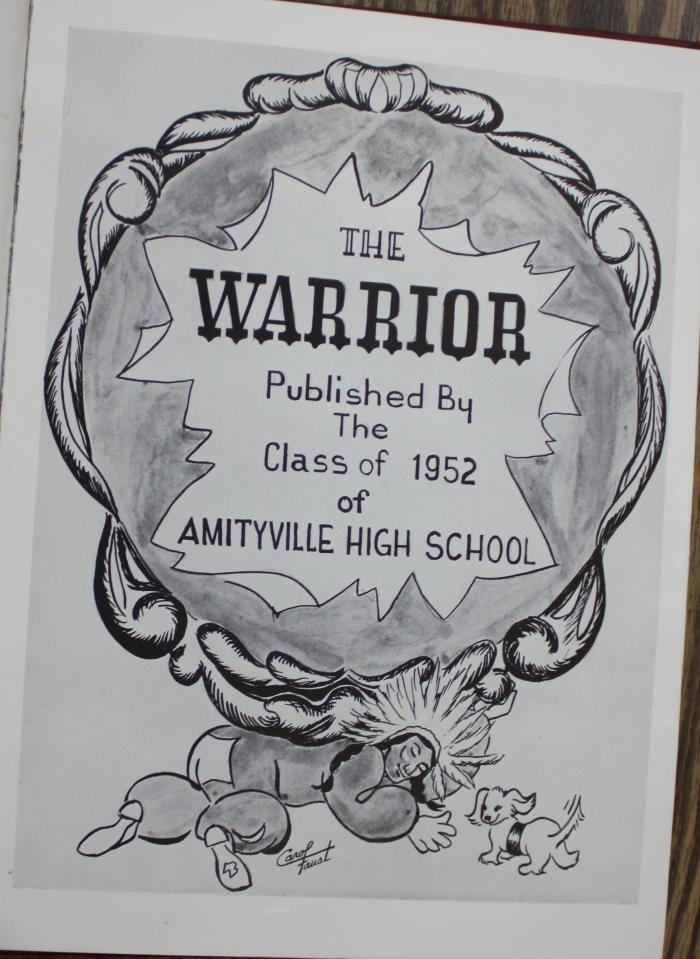 THE
WARRIOR
Published By
The
Class of 1952
of
AMITYVILLE HIGH SCHOOL
Carol
Faust